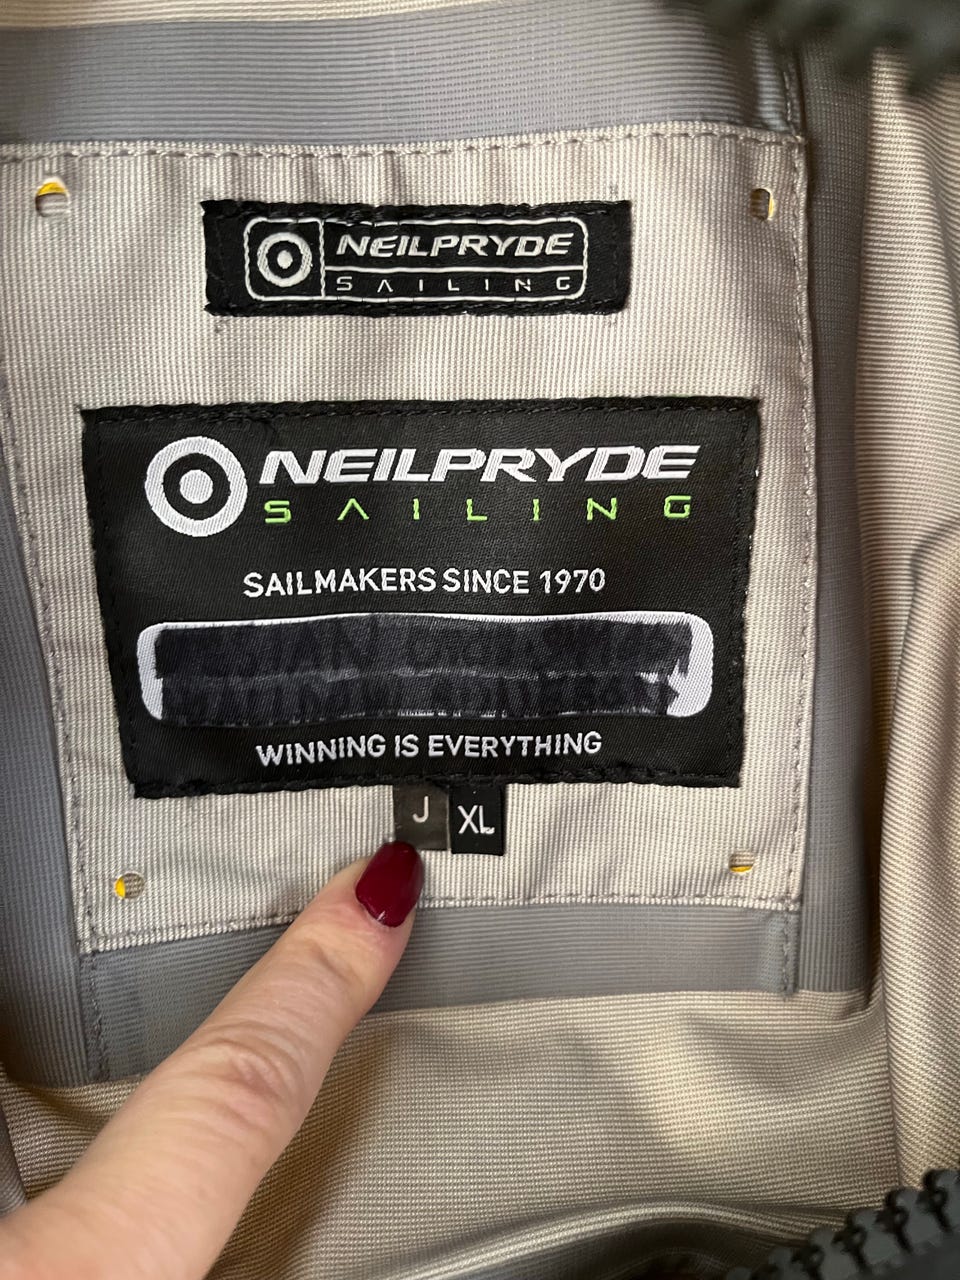 NEILPRYDE
SAILING
NEILPRYDE
SAILING
SAILMAKERS SINCE 1970
WINNING IS EVERYTHING
J XL